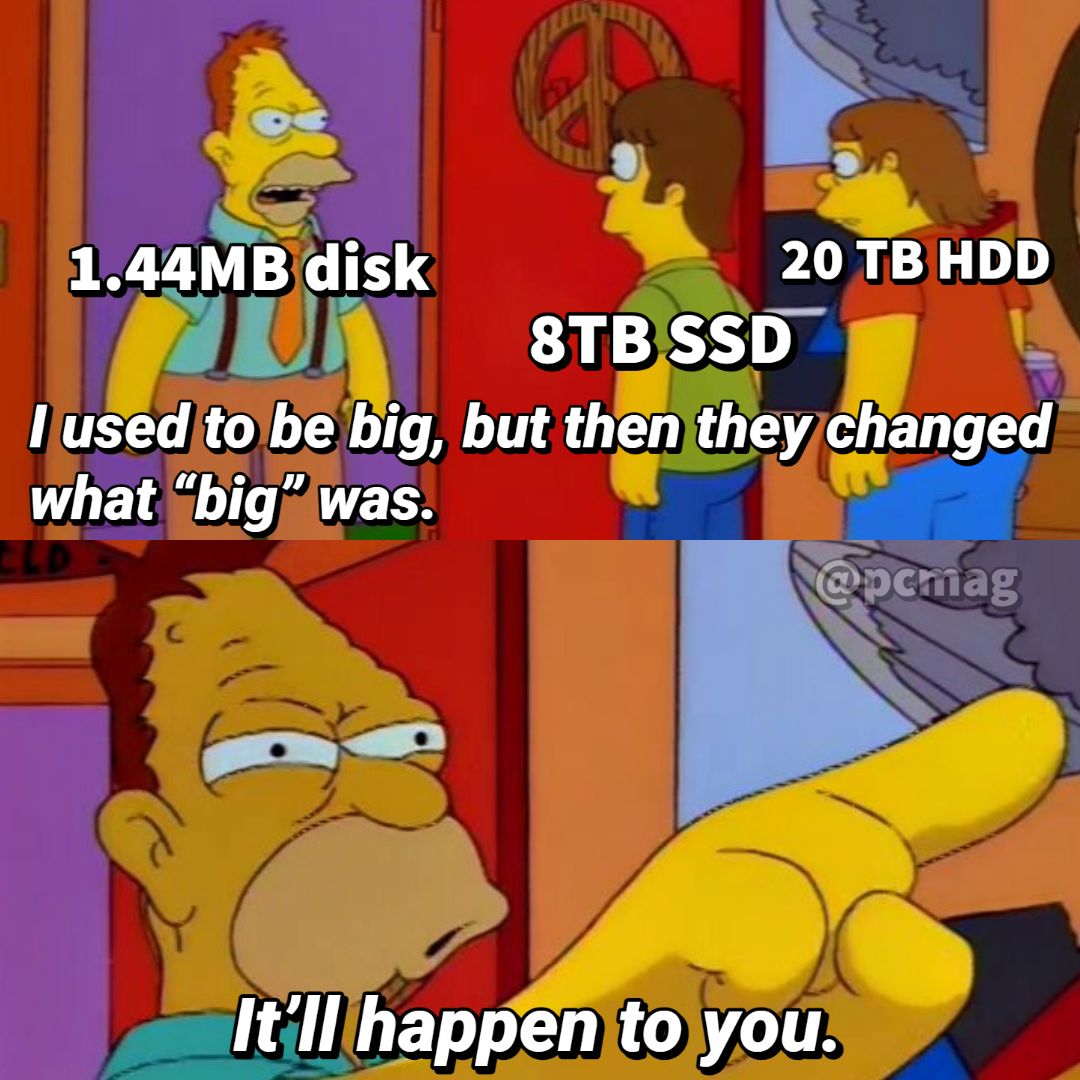 1.44MB disk
20 TB HDD
8TB SSD
I used to be big, but then they changed
what “big” was.
@pcmag
It’ll happen to you.